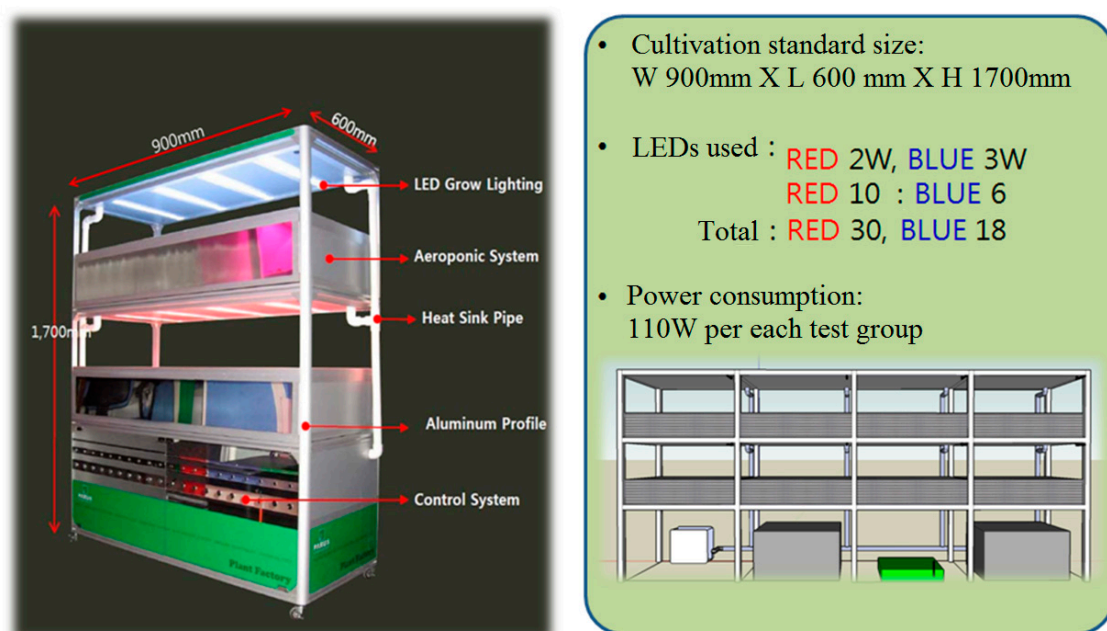 900mm
600mm
1,700mm
LED Grow Lighting
Aeroponic System
Heat Sink Pipe
Aluminum Profile
Control System
Plant Factory
Plant Factory
• Cultivation standard size:
W 900mm X L 600 mm X H 1700mm
• LEDs used : RED 2W, BLUE 3W
RED 10 : BLUE 6
Total : RED 30, BLUE 18
• Power consumption:
110W per each test group